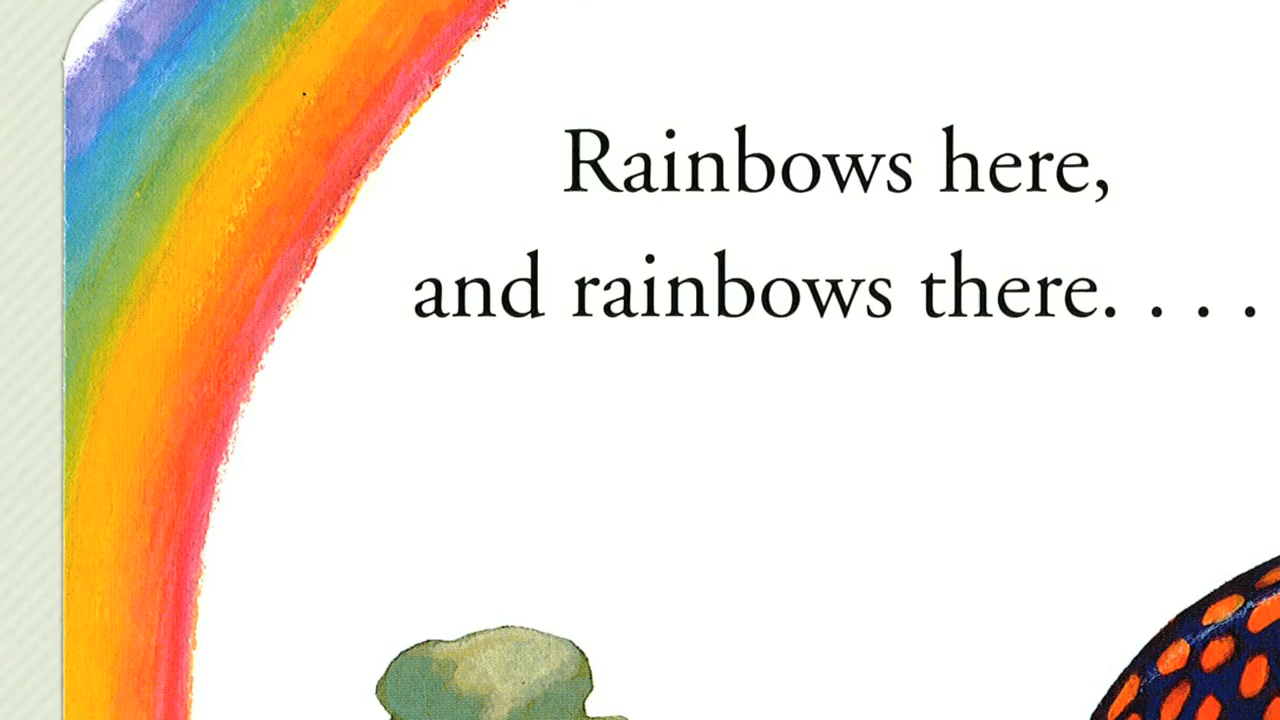 Rainbows here,
and rainbows there. . . .